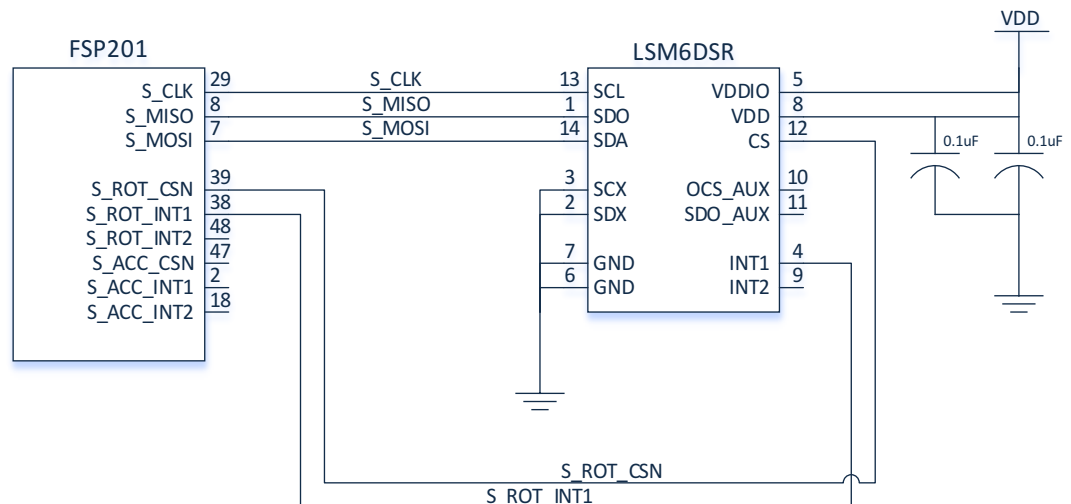 VDD
FSP201
LSM6DSR
S_CLK 29 S_CLK 13 SCL VDDIO 5
S_MISO 8 S_MISO 1 SDO VDD 8
S_MOSI 7 S_MOSI 14 SDA CS 12
0.1uF 0.1uF
S_ROT_CSN 39 3 SCX OCS_AUX 10
S_ROT_INT1 38 2 SDX SDO_AUX 11
S_ROT_INT2 48
S_ACC_CSN 47 7 GND INT1 4
S_ACC_INT1 2 6 GND INT2 9
S_ACC_INT2 18
S_ROT_CSN
S_ROT_INT1